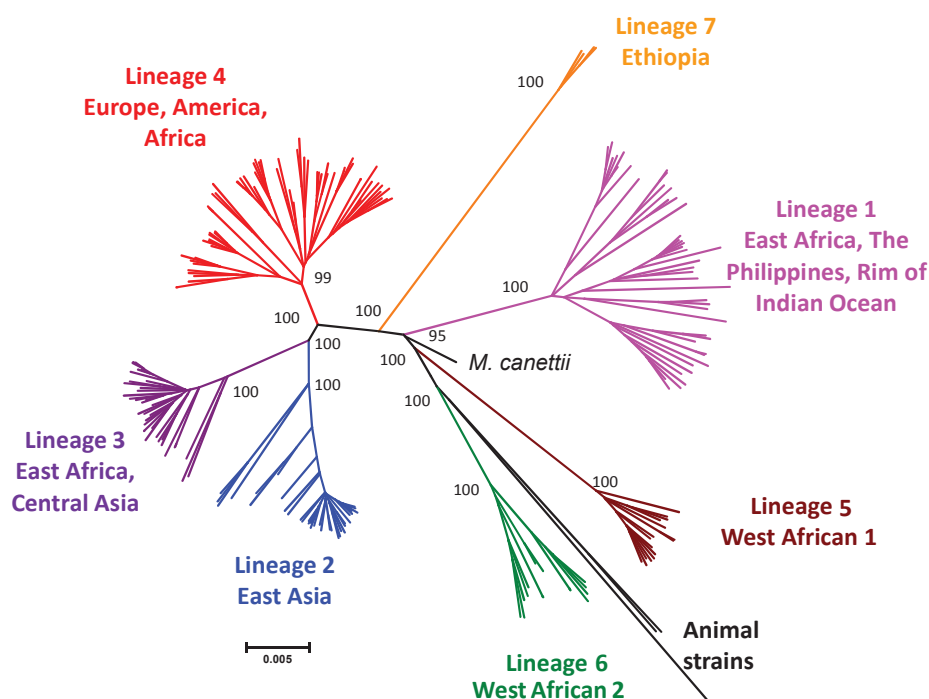 Lineage 7
Ethiopia
100
Lineage 4
Europe, America,
Africa
Lineage 1
East Africa, The
Philippines, Rim of
Indian Ocean
99
100
100
100
95
100
100
M. canettii
100
100
100
Lineage 3
East Africa,
Central Asia
100
100
Lineage 5
West African 1
Lineage 2
East Asia
0.005
Animal
strains
Lineage 6
West African 2